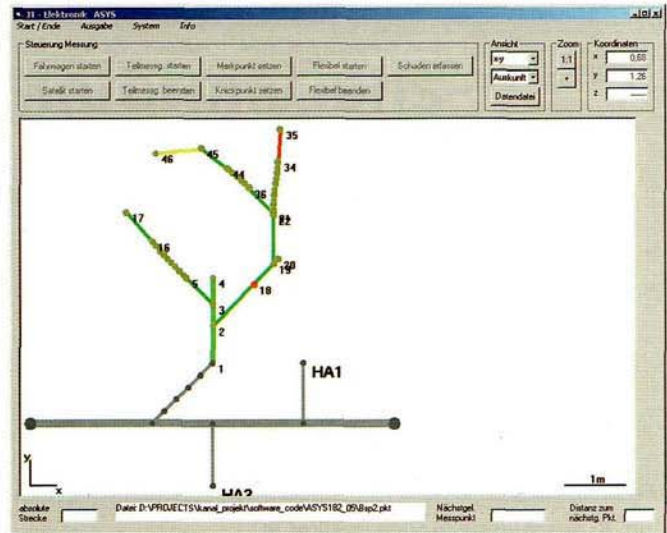 JT - Elektronik ASYS
Start / Ende Ausgabe System Info
Steuerung Messung
Fahrwagen starten Teilmessg. starten Merkpunkt setzen Flexibel starten Schaden erfassen
Satellit starten Teilmessg. beenden Knickpunkt setzen Flexibel beenden
Ansicht
x-y
Auskunft
Datendatei
Zoom
1:1
+
Koordinaten
x 0,68
y 1,26
z -----
35
46
45
44
34
36
17
22
16
20
19
5
4
18
3
2
1
HA1
HA2
y
x
1m
absolute Strecke
Datei: D:\PROJECTS\kanal_projekt\software_code\ASYS182_05\Bsp2.pkt
Nächstgel. Messpunkt
Distanz zum nächstg. Pkt.